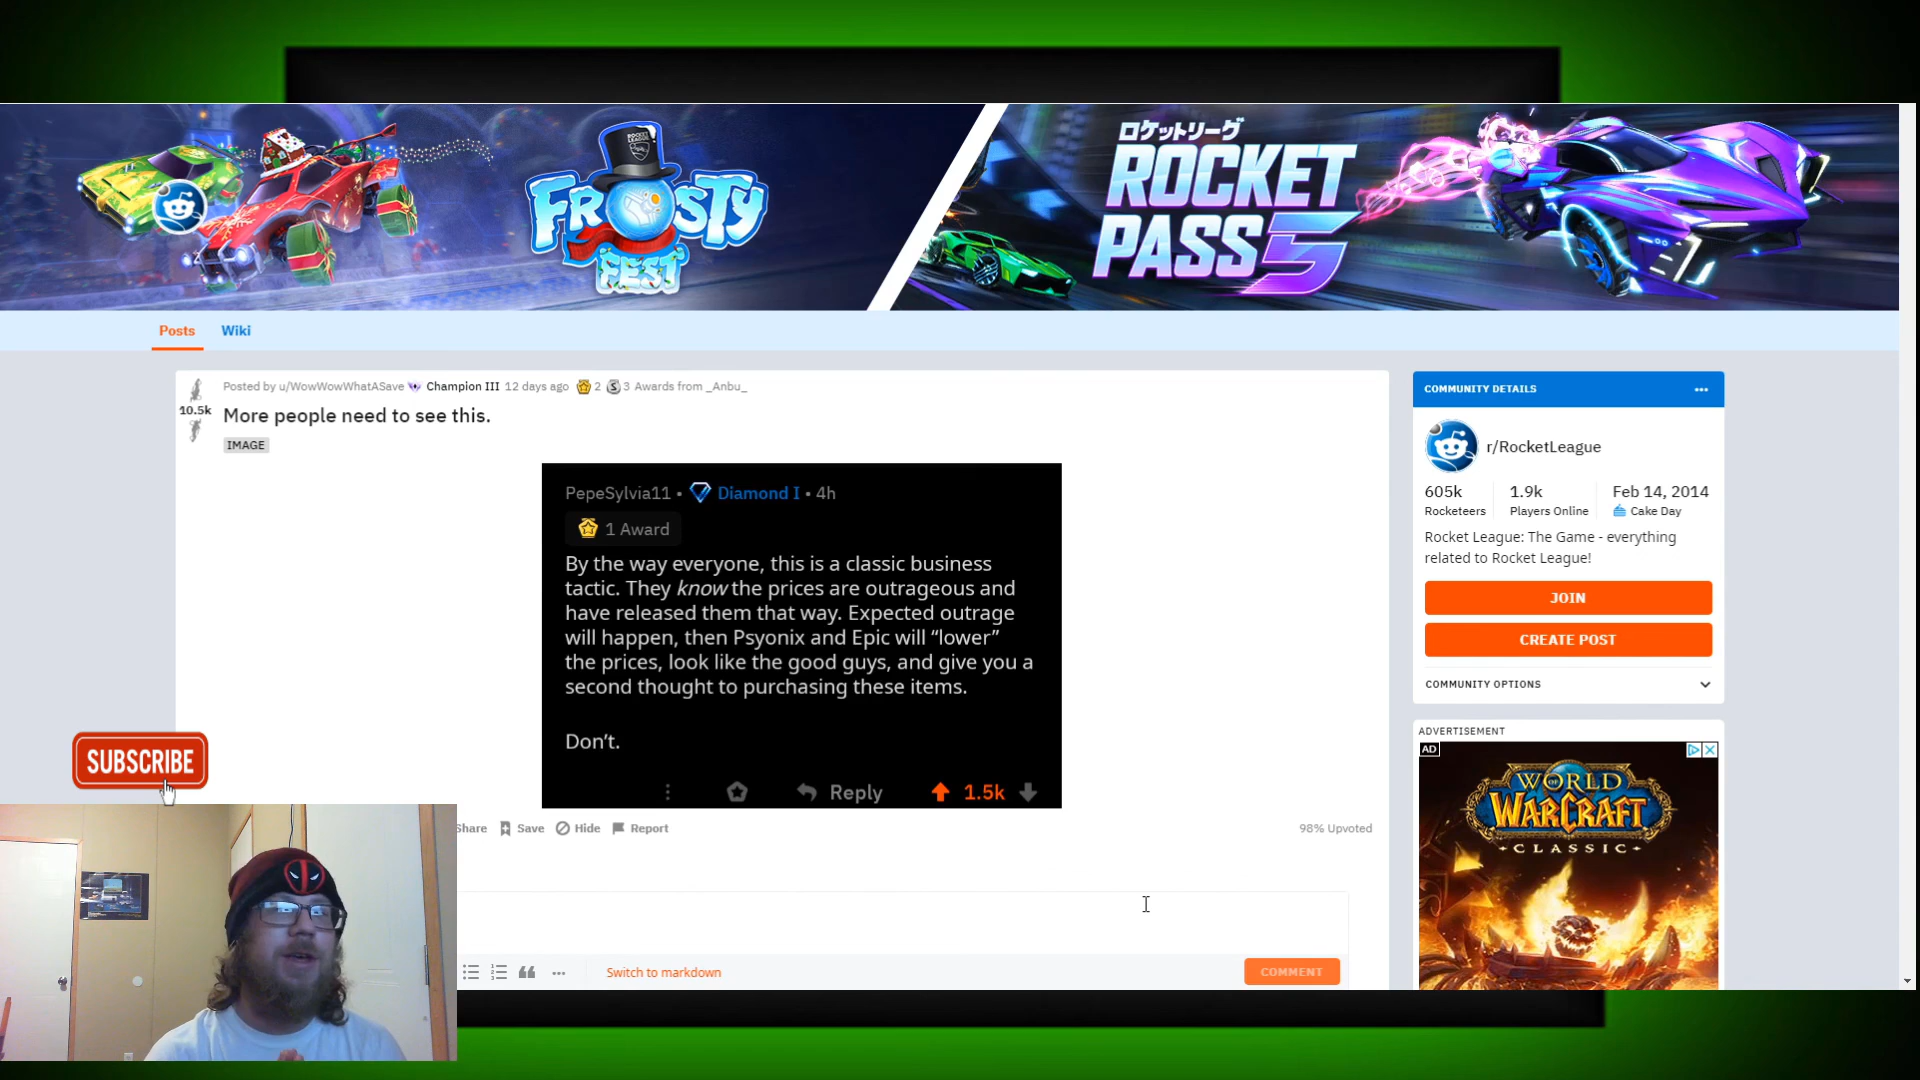 FROSTY
FEST
ロケットリーグ
ROCKET
PASS 5
Posts
Wiki
Posted by u/WowWowWhatASave Champion III 12 days ago 2 S 3 Awards from _Anbu_
10.5k
More people need to see this.
IMAGE
PepeSylvia11 • Diamond I • 4h
1 Award
By the way everyone, this is a classic business
tactic. They know the prices are outrageous and
have released them that way. Expected outrage
will happen, then Psyonix and Epic will “lower”
the prices, look like the good guys, and give you a
second thought to purchasing these items.
Don’t.
Reply 1.5k
Share Save Hide Report
98% Upvoted
Switch to markdown
COMMENT
SUBSCRIBE
COMMUNITY DETAILS
r/RocketLeague
605k 1.9k Feb 14, 2014
Rocketeers Players Online Cake Day
Rocket League: The Game - everything
related to Rocket League!
JOIN
CREATE POST
COMMUNITY OPTIONS
ADVERTISEMENT
AD
WORLD
OF
WARCRAFT
CLASSIC